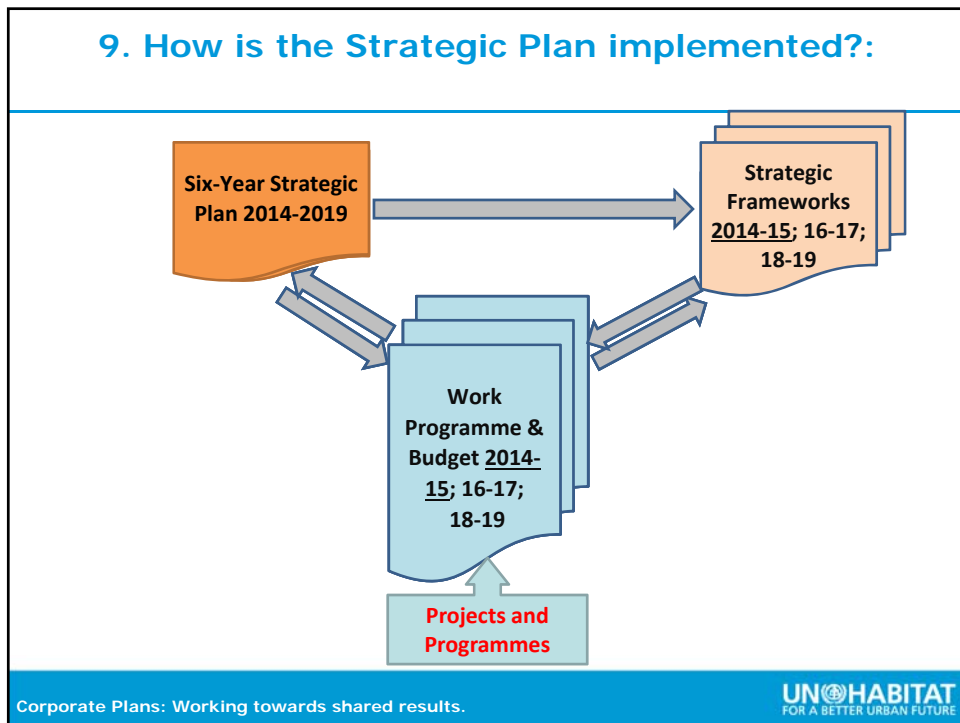 9. How is the Strategic Plan implemented?:
Six-Year Strategic
Plan 2014-2019
Strategic
Frameworks
2014-15; 16-17;
18-19
Work
Programme &
Budget 2014-
15; 16-17;
18-19
Projects and
Programmes
Corporate Plans: Working towards shared results.
UN HABITAT
FOR A BETTER URBAN FUTURE